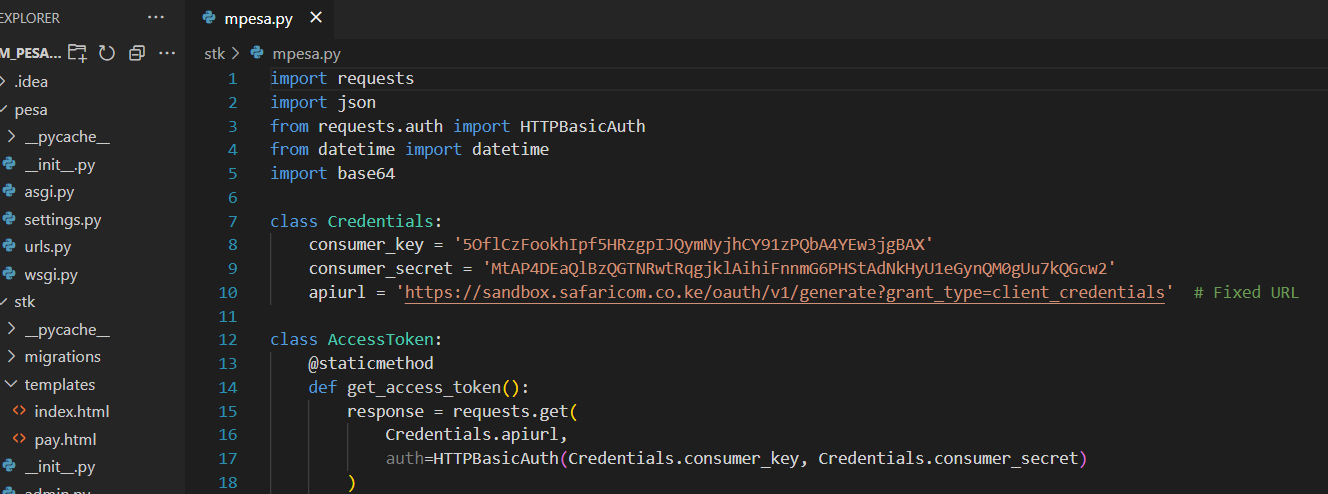 EXPLORER
M_PESA...
.idea
pesa
__pycache__
__init__.py
asgi.py
settings.py
urls.py
wsgi.py
stk
__pycache__
migrations
templates
index.html
pay.html
__init__.py
admin.py
mpesa.py
stk > mpesa.py
1 import requests
2 import json
3 from requests.auth import HTTPBasicAuth
4 from datetime import datetime
5 import base64
6
7 class Credentials:
8 consumer_key = '5OflCzFookhIpf5HRzgpIJQymNyjhCY91zPQbA4YEw3jgBAX'
9 consumer_secret = 'MtAP4DEaQlBzQGTNRwtRqgjklAihiFnnmG6PHStAdNkHyU1eGynQM0gUu7kQGcw2'
10 apiurl = 'https://sandbox.safaricom.co.ke/oauth/v1/generate?grant_type=client_credentials' # Fixed URL
11
12 class AccessToken:
13 @staticmethod
14 def get_access_token():
15 response = requests.get(
16 Credentials.apiurl,
17 auth=HTTPBasicAuth(Credentials.consumer_key, Credentials.consumer_secret)
18 )